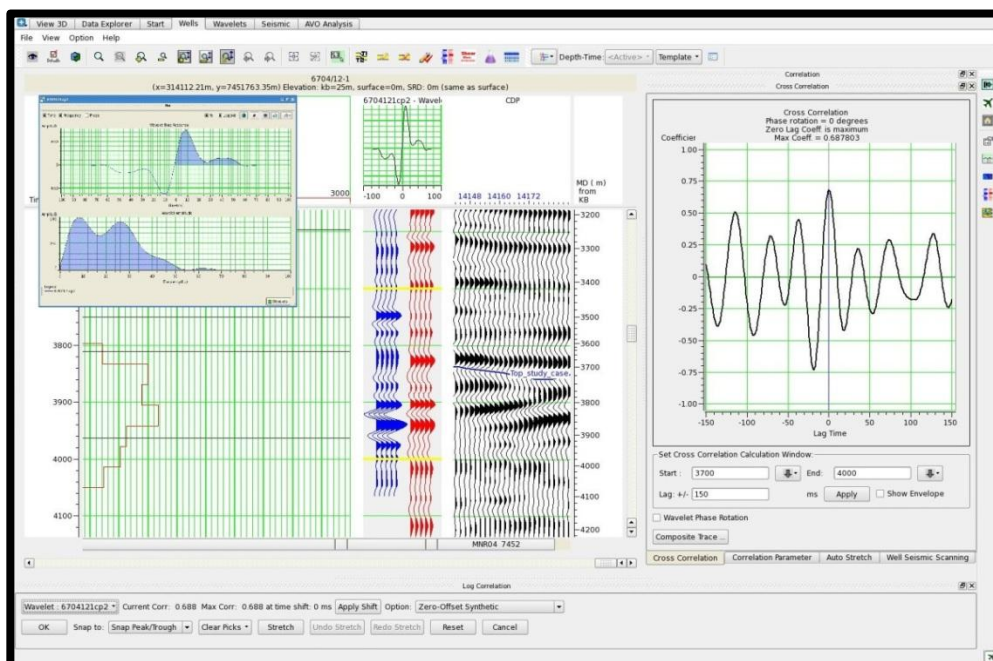 View 3D Data Explorer Start Wells Wavelets Seismic AVO Analysis
File View Option Help
Depth-Time: <Active> Template
6704/12-1
(x=314112.21m, y=7451763.35m) Elevation: kb=25m, surface=0m, SRD: 0m (same as surface)
6704121cp2 - Wavele
CDP
3000
-100 0 100
14148 14160 14172
MD ( m)
from
KB
3200
3300
3400
3500
3600
3700
3800
3900
4000
4100
4200
3800
3900
4000
4100
Top_study_case
MNR04 7452
Correlation
Cross Correlation
Cross Correlation
Phase rotation = 0 degrees
Zero Lag Coeff. is maximum
Max Coeff. = 0.687803
Coefficier
1.00
0.75
0.50
0.25
0
-0.25
-0.50
-0.75
-1.00
-150 -100 -50 0 50 100 150
Lag Time
Set Cross Correlation Calculation Window:
Start : 3700 End: 4000
Lag: +/- 150 ms Apply Show Envelope
Wavelet Phase Rotation
Composite Trace ...
Cross Correlation Correlation Parameter Auto Stretch Well Seismic Scanning
Log Correlation
Wavelet : 6704121cp2 Current Corr: 0.688 Max Corr: 0.688 at time shift: 0 ms Apply Shift Option: Zero-Offset Synthetic
OK Snap to: Snap Peak/Trough Clear Picks Stretch Undo Stretch Redo Stretch Reset Cancel